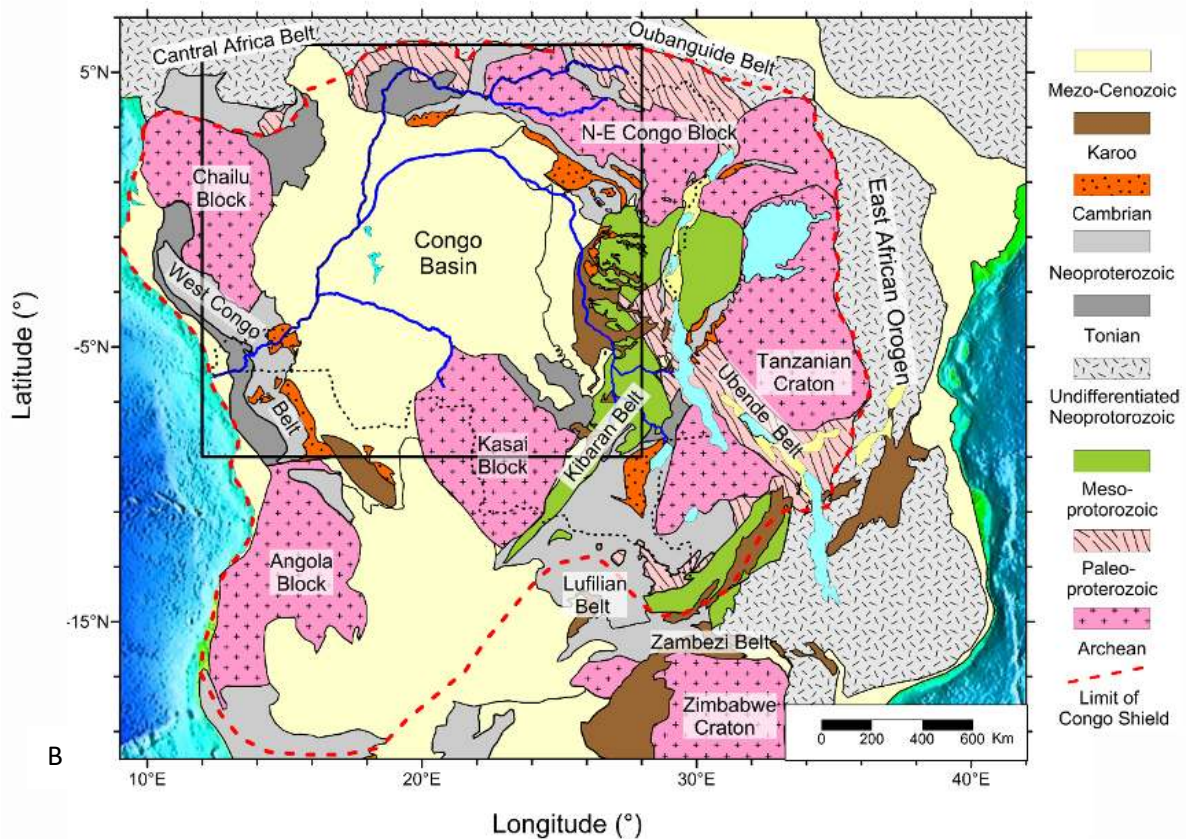 Cantral Africa Belt
Oubanguide Belt
5°N
N-E Congo Block
Chailu
Block
East African Orogen
Congo
Basin
West Congo
Belt
-5°N
Tanzanian
Craton
Ubende Belt
Kibaran Belt
Kasai
Block
Angola
Block
Lufilian
Belt
-15°N
Zambezi Belt
Zimbabwe
Craton
0 200 400 600 Km
B
10°E 20°E 30°E 40°E
Longitude (°)
Latitude (°)
Mezo-Cenozoic
Karoo
Cambrian
Neoproterozoic
Tonian
Undifferentiated
Neoprotorozoic
Meso-
protorozoic
Paleo-
proterozoic
Archean
Limit of
Congo Shield